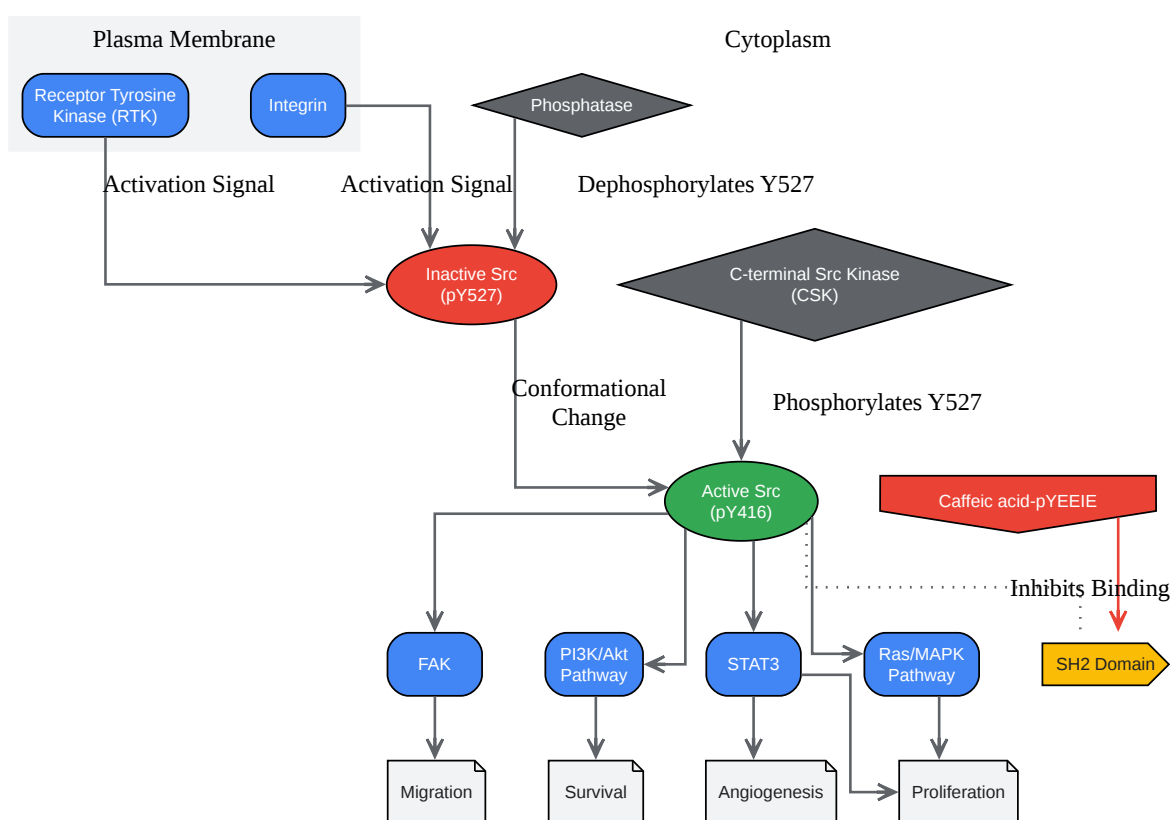 Plasma Membrane
Cytoplasm
Receptor Tyrosine
Kinase (RTK)
Integrin
Phosphatase
Activation Signal
Activation Signal
Dephosphorylates Y527
Inactive Src
(pY527)
C-terminal Src Kinase
(CSK)
Conformational
Change
Phosphorylates Y527
Active Src
(pY416)
Caffeic acid-pYEEIE
Inhibits Binding
FAK
PI3K/Akt
Pathway
STAT3
Ras/MAPK
Pathway
SH2 Domain
Migration
Survival
Angiogenesis
Proliferation